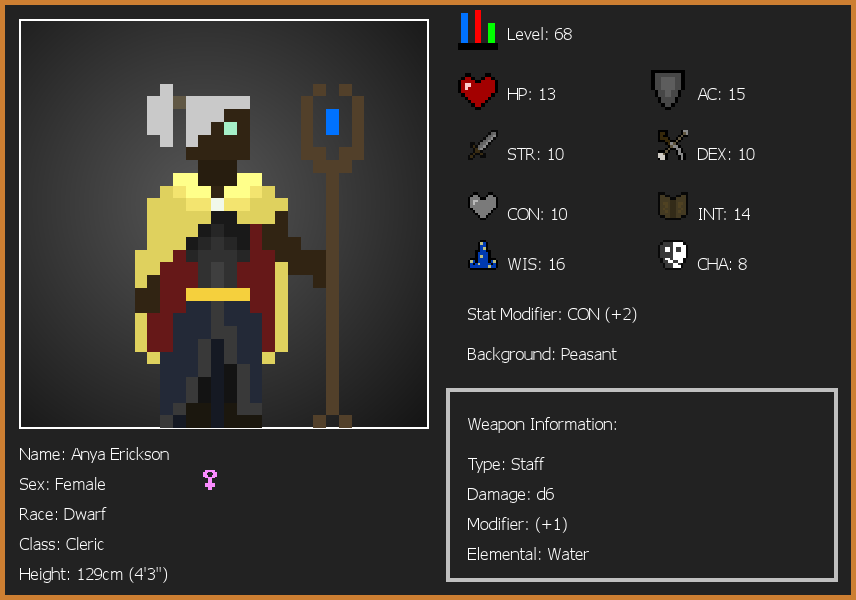 Level: 68
HP: 13
AC: 15
STR: 10
DEX: 10
CON: 10
INT: 14
WIS: 16
CHA: 8
Stat Modifier: CON (+2)
Background: Peasant
Weapon Information:
Type: Staff
Damage: d6
Modifier: (+1)
Elemental: Water
Name: Anya Erickson
Sex: Female
Race: Dwarf
Class: Cleric
Height: 129cm (4'3")